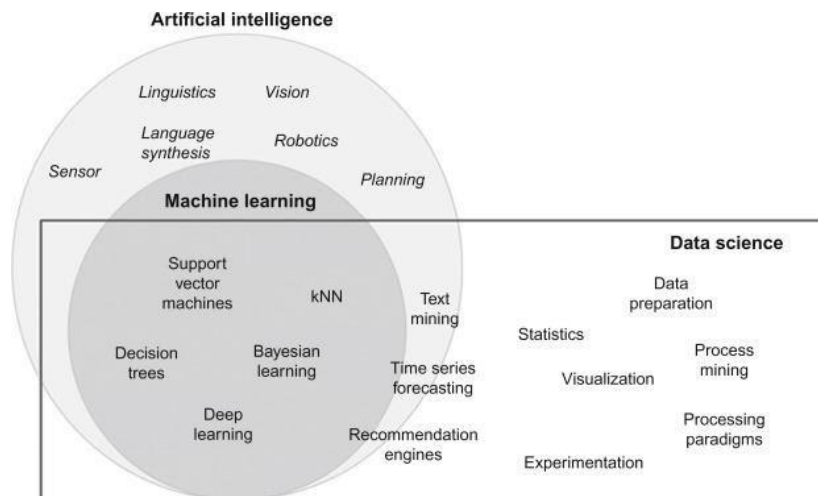 Artificial intelligence
Linguistics
Vision
Language
synthesis
Robotics
Sensor
Planning
Machine learning
Data science
Support
vector
machines
kNN
Text
mining
Data
preparation
Statistics
Decision
trees
Bayesian
learning
Time series
forecasting
Visualization
Process
mining
Deep
learning
Recommendation
engines
Processing
paradigms
Experimentation